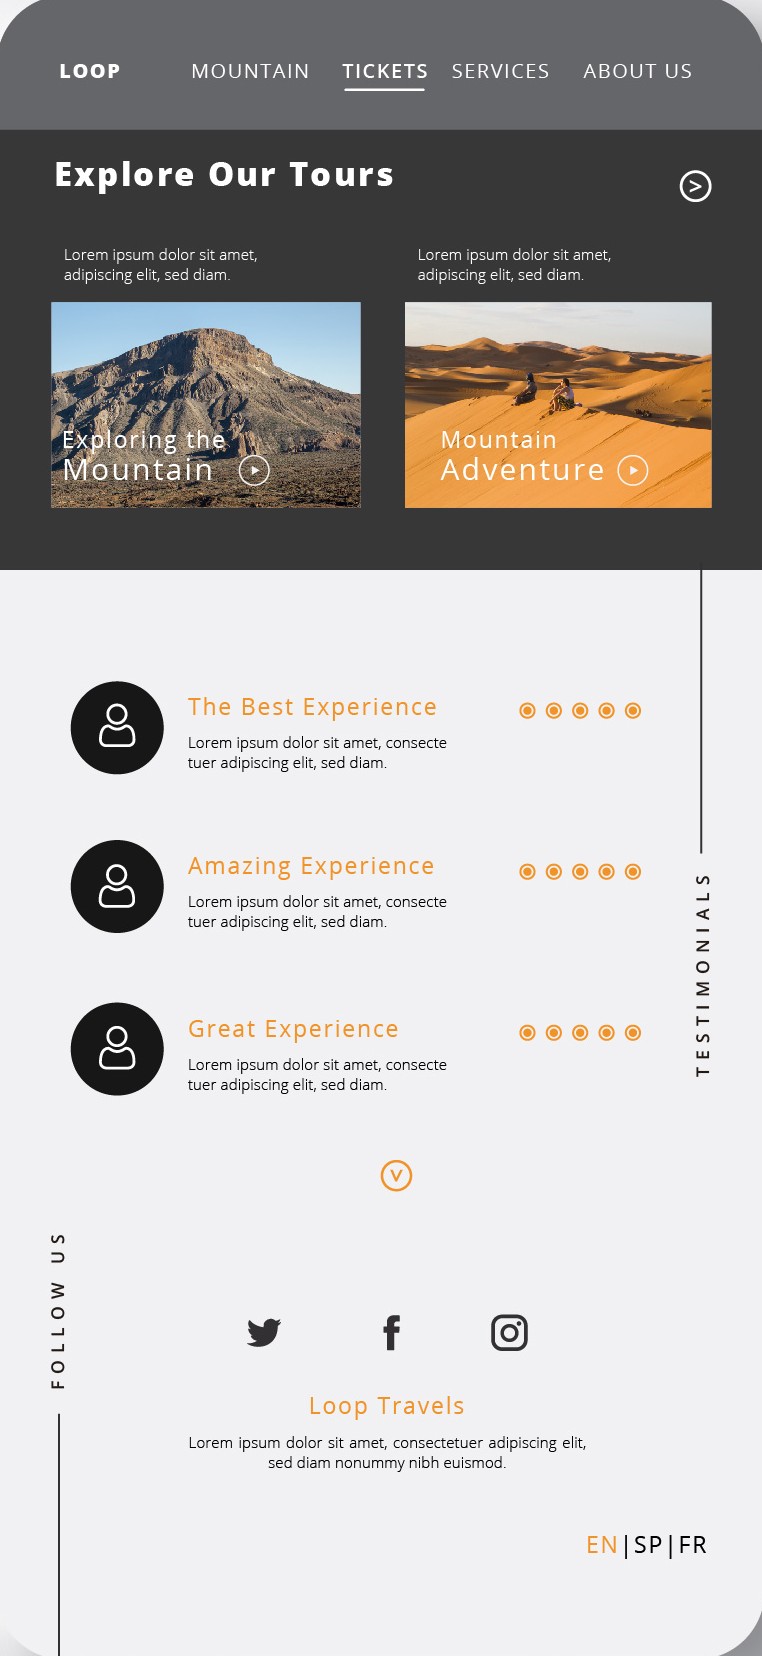 LOOP MOUNTAIN TICKETS SERVICES ABOUT US
Explore Our Tours
Lorem ipsum dolor sit amet,
adipiscing elit, sed diam.
Exploring the
Mountain
Lorem ipsum dolor sit amet,
adipiscing elit, sed diam.
Mountain
Adventure
The Best Experience
Lorem ipsum dolor sit amet, consecte
tuer adipiscing elit, sed diam.
Amazing Experience
Lorem ipsum dolor sit amet, consecte
tuer adipiscing elit, sed diam.
Great Experience
Lorem ipsum dolor sit amet, consecte
tuer adipiscing elit, sed diam.
TESTIMONIALS
FOLLOW US
Loop Travels
Lorem ipsum dolor sit amet, consectetuer adipiscing elit,
sed diam nonummy nibh euismod.
EN|SP|FR